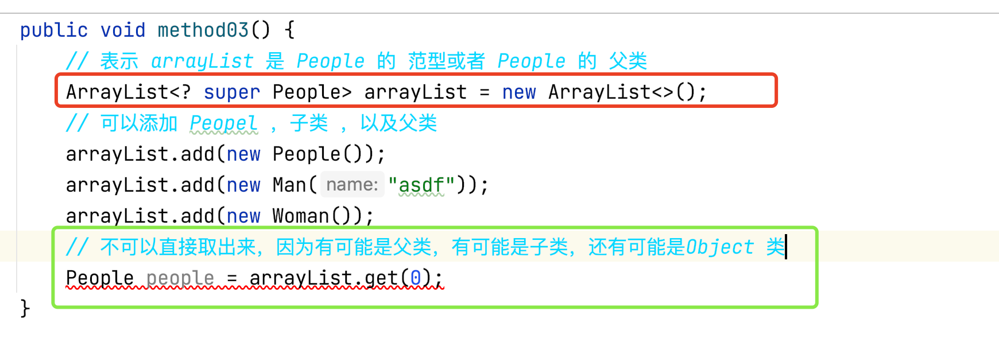 public void method03() {
// 表示 arrayList 是 People 的 范型或者 People 的 父类
ArrayList<? super People> arrayList = new ArrayList<>();
// 可以添加 Peopel ，子类 ，以及父类
arrayList.add(new People());
arrayList.add(new Man( name: "asdf"));
arrayList.add(new Woman());
// 不可以直接取出来，因为有可能是父类，有可能是子类，还有可能是Object 类
People people = arrayList.get(0);
}